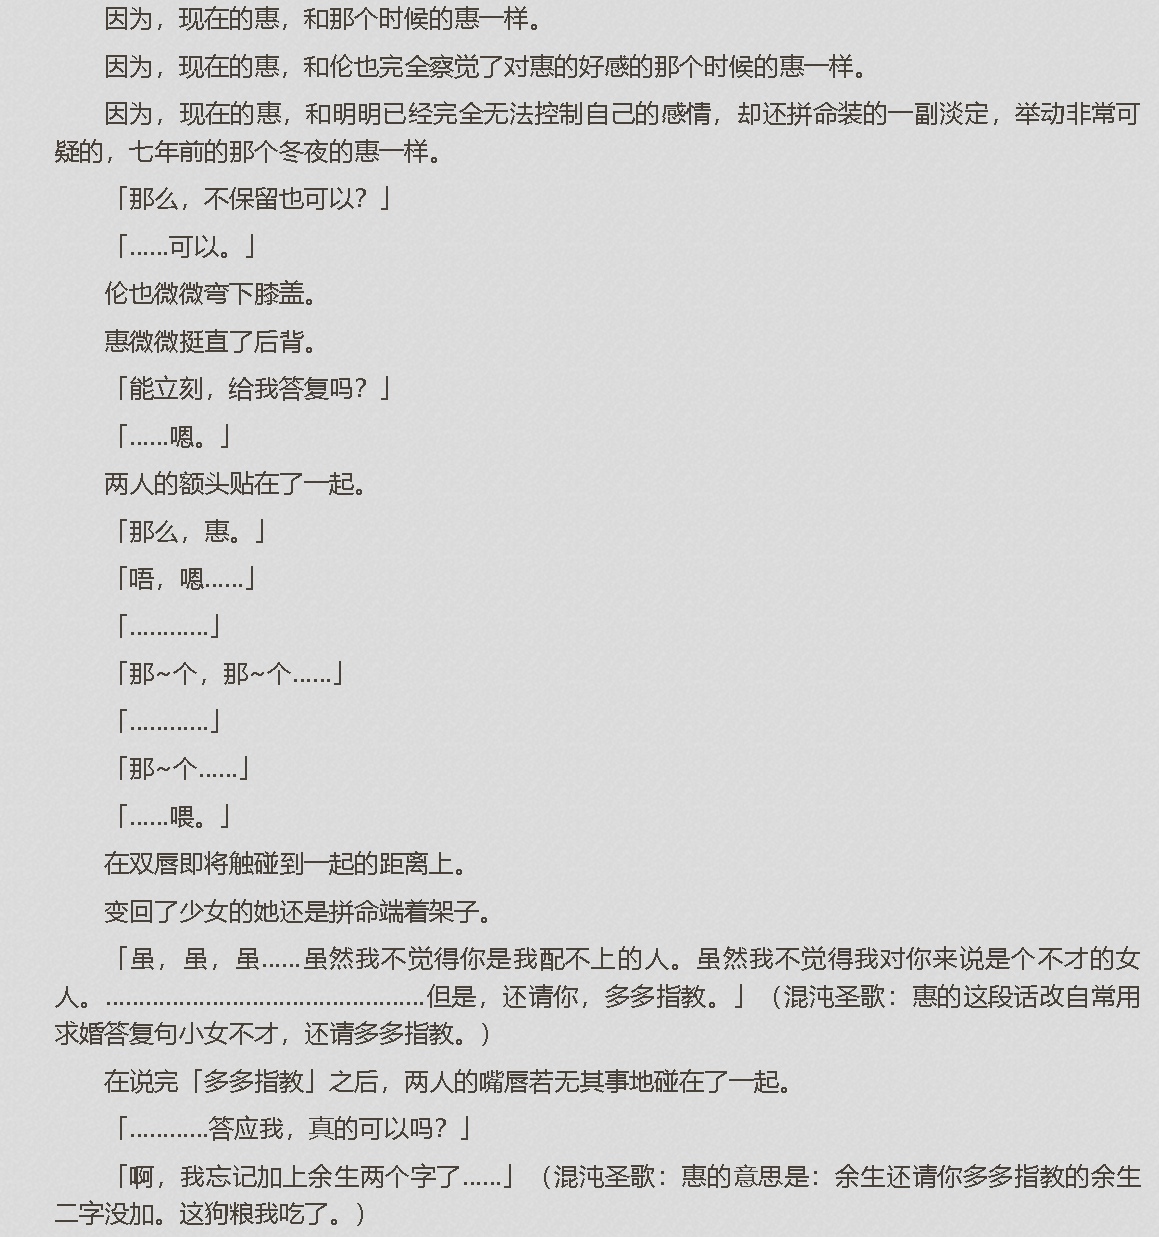 因为，现在的惠，和那个时候的惠一样。
因为，现在的惠，和伦也完全察觉了对惠的好感的那个时候的惠一样。
因为，现在的惠，和明明已经完全无法控制自己的感情，却还拼命装的一副淡定，举动非常可
疑的，七年前的那个冬夜的惠一样。
「那么，不保留也可以？」
「......可以。」
伦也微微弯下膝盖。
惠微微挺直了后背。
「能立刻，给我答复吗？」
「......嗯。」
两人的额头贴在了一起。
「那么，惠。」
「唔，嗯......」
「............」
「那~个，那~个......」
「............」
「那~个......」
「......喂。」
在双唇即将触碰到一起的距离上。
变回了少女的她还是拼命端着架子。
「虽，虽，虽......虽然我不觉得你是我配不上的人。虽然我不觉得我对你来说是个不才的女
人。................................................但是，还请你，多多指教。」（混沌圣歌：惠的这段话改自常用
求婚答复句小女不才，还请多多指教。）
在说完「多多指教」之后，两人的嘴唇若无其事地碰在了一起。
「............答应我，真的可以吗？」
「啊，我忘记加上余生两个字了......」（混沌圣歌：惠的意思是：余生还请你多多指教的余生
二字没加。这狗粮我吃了。）